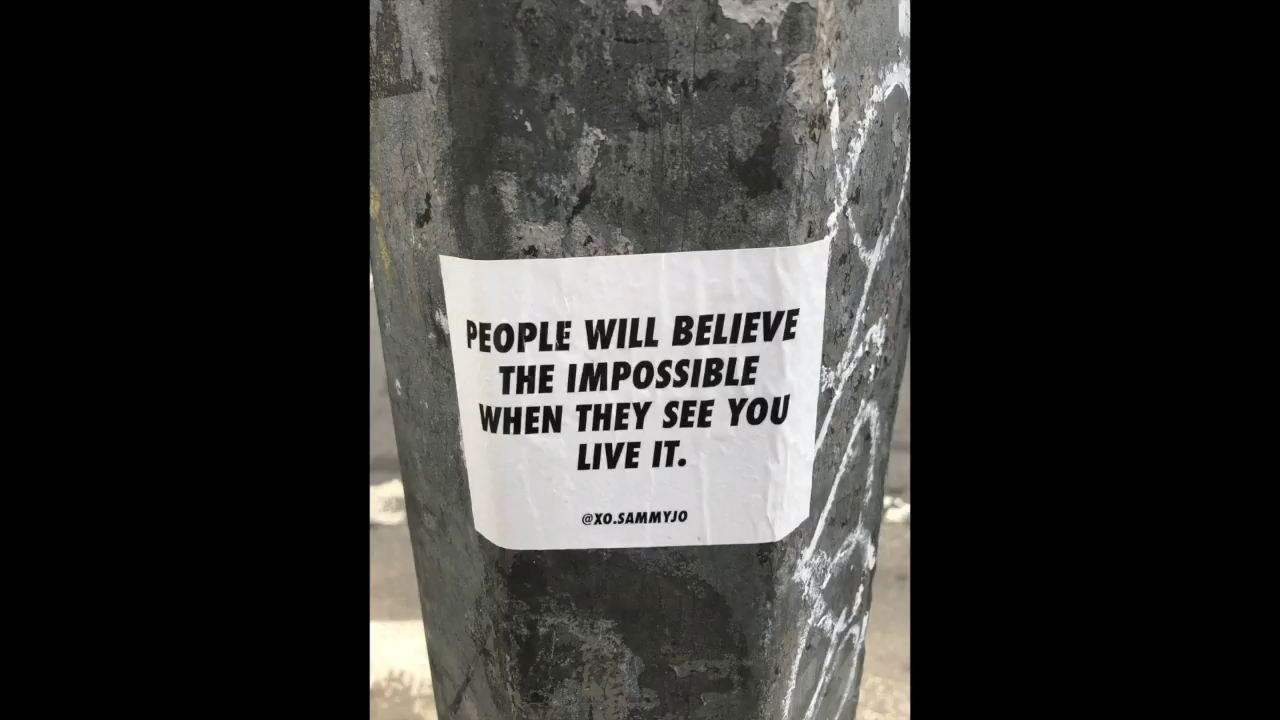 PEOPLE WILL BELIEVE
THE IMPOSSIBLE
WHEN THEY SEE YOU
LIVE IT.
@XO.SAMMYJO